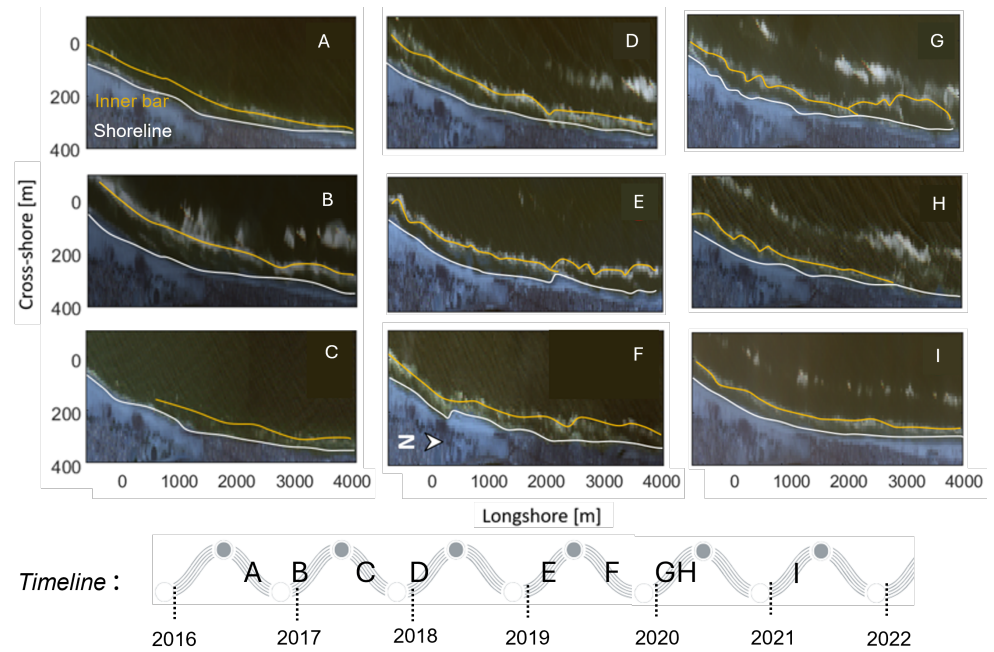 A
D
G
0
200
400
Inner bar
Shoreline
B
E
H
0
200
400
Cross-shore [m]
C
F
I
0
200
400
N
0 1000 2000 3000 4000
0 1000 2000 3000 4000
0 1000 2000 3000 4000
Longshore [m]
Timeline :
A B C D E F GH I
2016 2017 2018 2019 2020 2021 2022